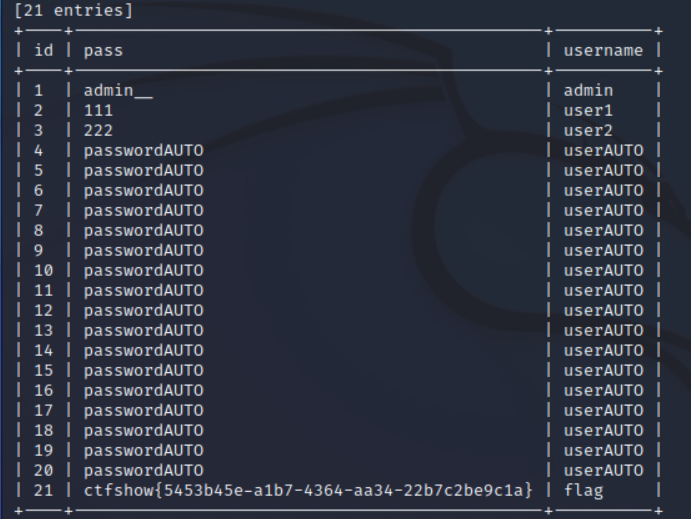 [21 entries]
| id | pass | username |
| 1 | admin__ | admin |
| 2 | 111 | user1 |
| 3 | 222 | user2 |
| 4 | passwordAUTO | userAUTO |
| 5 | passwordAUTO | userAUTO |
| 6 | passwordAUTO | userAUTO |
| 7 | passwordAUTO | userAUTO |
| 8 | passwordAUTO | userAUTO |
| 9 | passwordAUTO | userAUTO |
| 10 | passwordAUTO | userAUTO |
| 11 | passwordAUTO | userAUTO |
| 12 | passwordAUTO | userAUTO |
| 13 | passwordAUTO | userAUTO |
| 14 | passwordAUTO | userAUTO |
| 15 | passwordAUTO | userAUTO |
| 16 | passwordAUTO | userAUTO |
| 17 | passwordAUTO | userAUTO |
| 18 | passwordAUTO | userAUTO |
| 19 | passwordAUTO | userAUTO |
| 20 | passwordAUTO | userAUTO |
| 21 | ctfshow{5453b45e-a1b7-4364-aa34-22b7c2be9c1a} | flag |